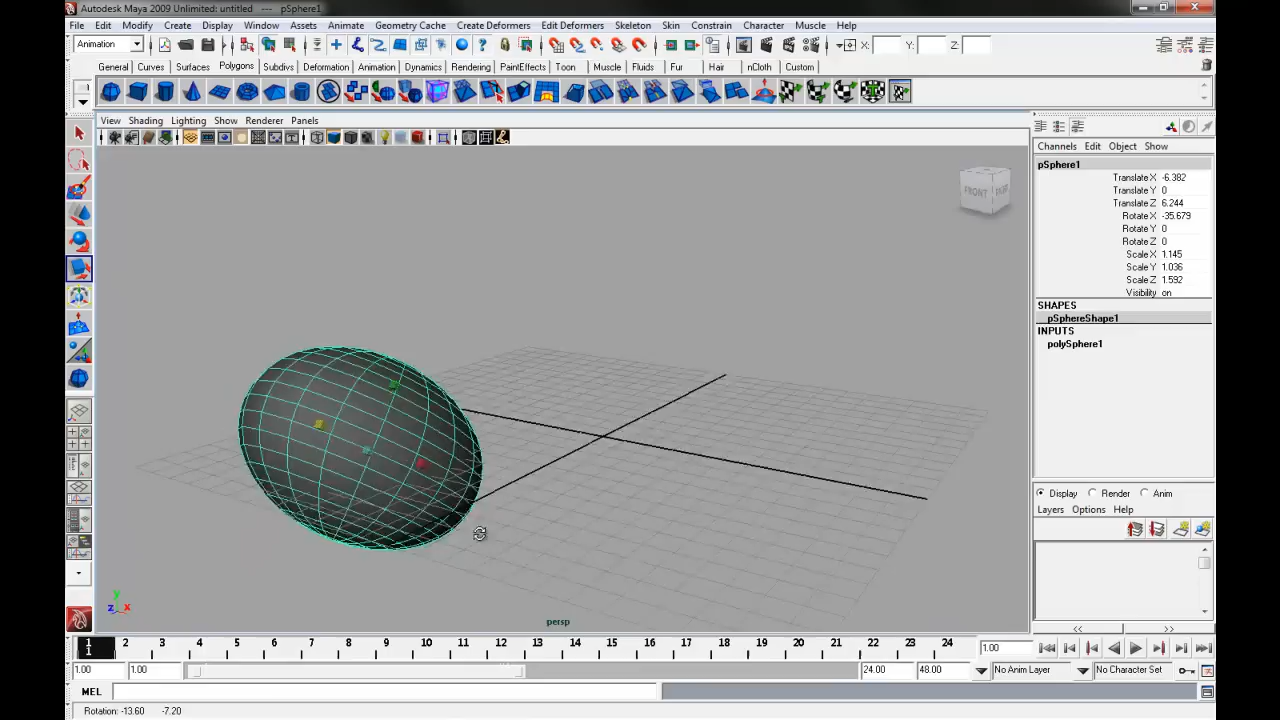 Autodesk Maya 2009 Unlimited: untitled --- pSphere1
File Edit Modify Create Display Window Assets Animate Geometry Cache Create Deformers Edit Deformers Skeleton Skin Constrain Character Muscle Help
Animation X: Y: Z:
General Curves Surfaces Polygons Subdivs Deformation Animation Dynamics Rendering PaintEffects Toon Muscle Fluids Fur Hair nCloth Custom
View Shading Lighting Show Renderer Panels
Channels Edit Object Show
pSphere1
Translate X -6.382
Translate Y 0
Translate Z 6.244
Rotate X -35.679
Rotate Y 0
Rotate Z 0
Scale X 1.145
Scale Y 1.036
Scale Z 1.592
Visibility on
SHAPES
pSphereShape1
INPUTS
polySphere1
FRONT
Display Render Anim
Layers Options Help
y
z x
persp
<< >>
1 2 3 4 5 6 7 8 9 10 11 12 13 14 15 16 17 18 19 20 21 22 23 24
1 1.00
1.00 1.00 24.00 48.00 No Anim Layer No Character Set
MEL
Rotation: -13.60 -7.20